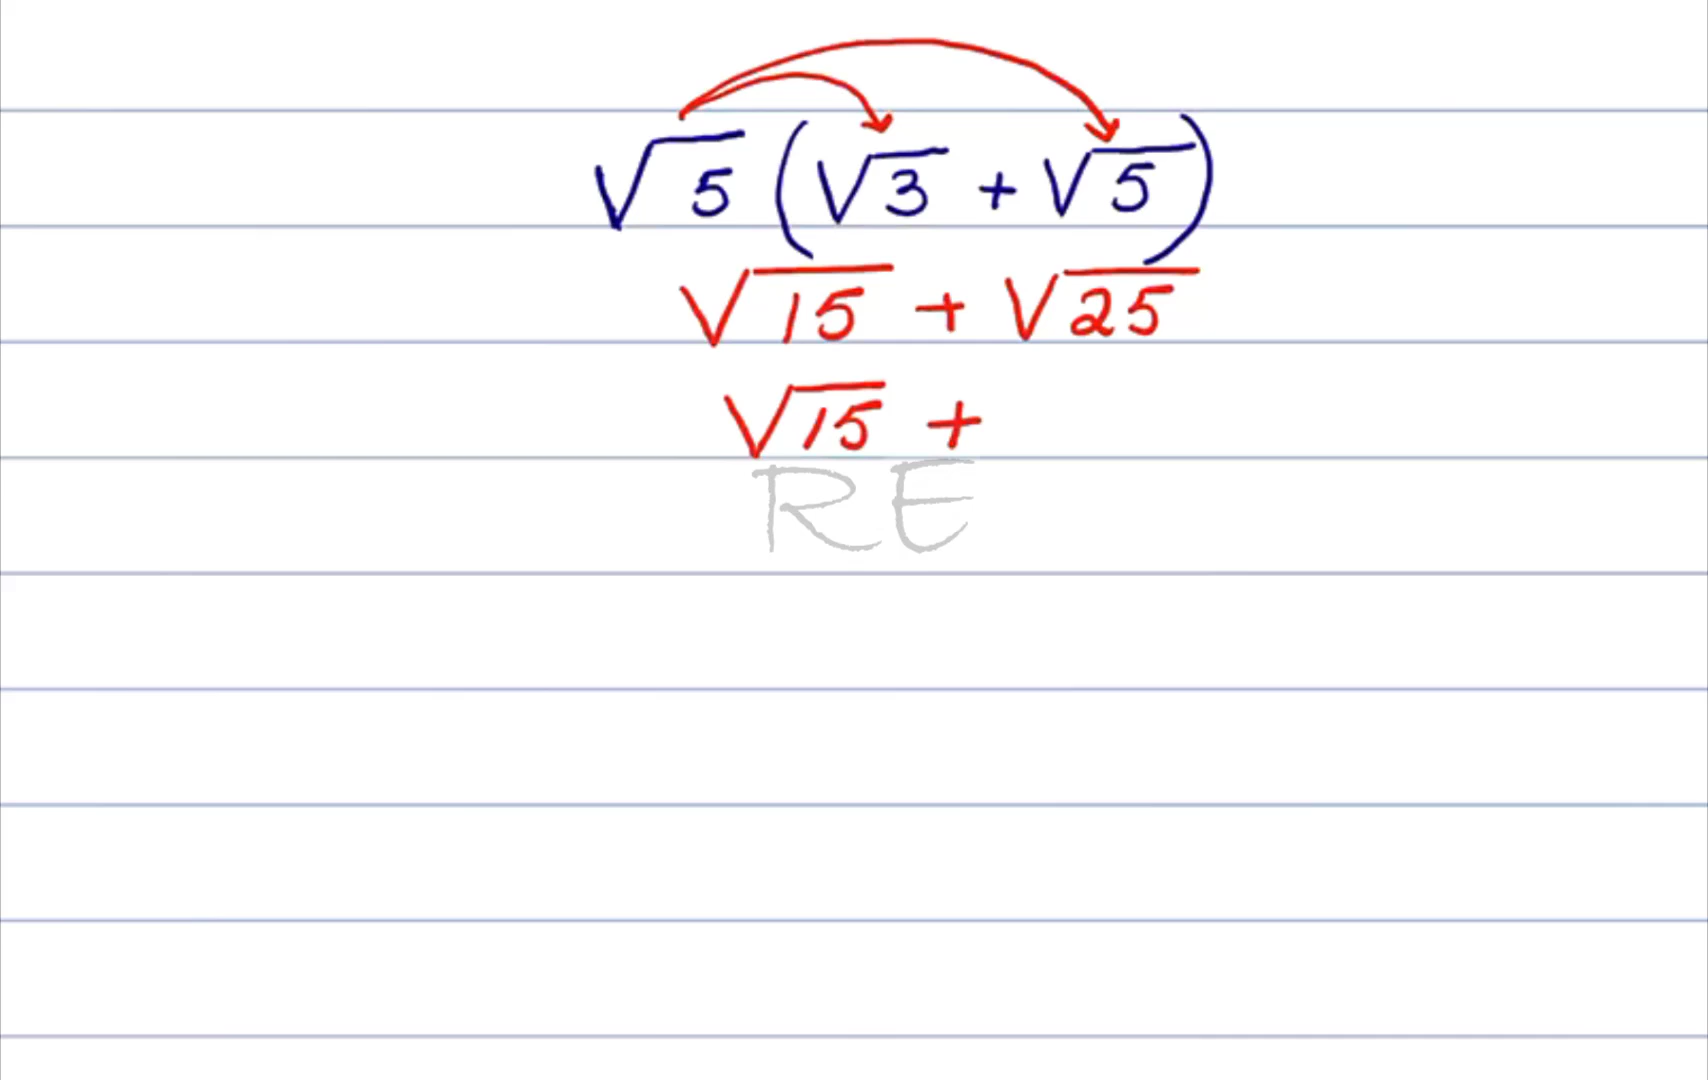 √5 (√3 + √5)
√15 + √25
√15 +
RE